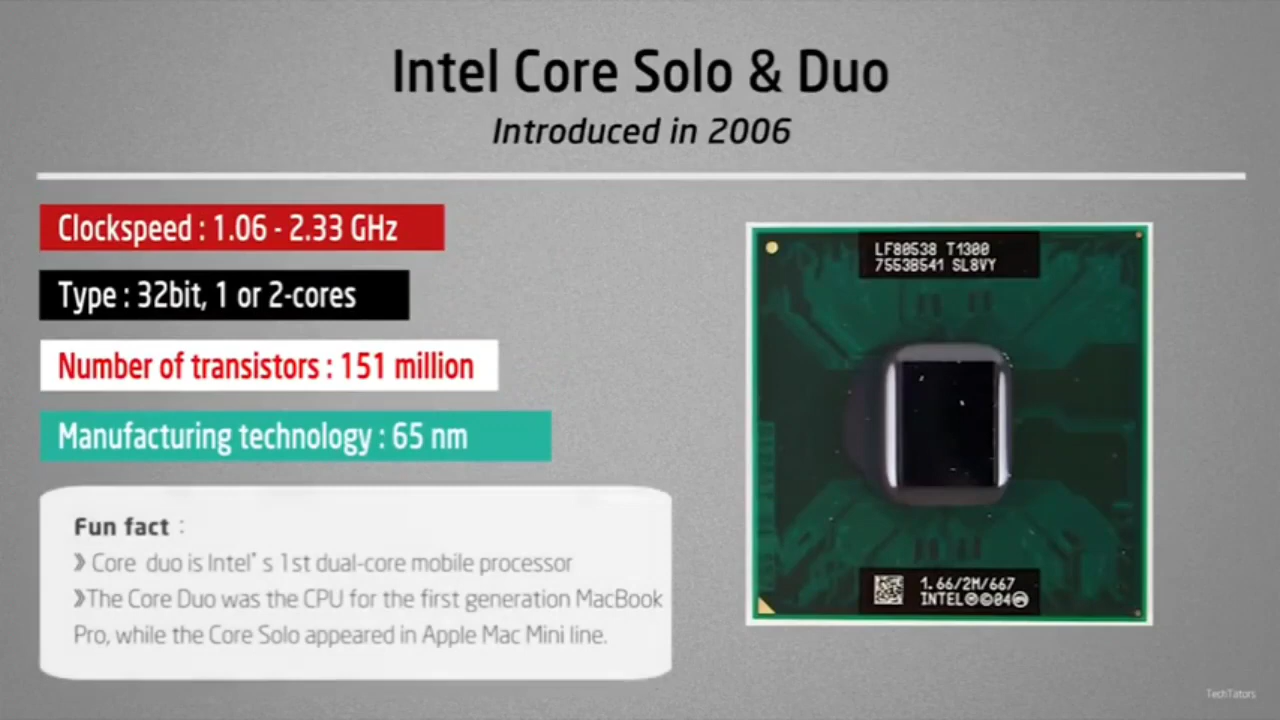 Intel Core Solo & Duo
Introduced in 2006
Clockspeed : 1.06 - 2.33 GHz
Type : 32bit, 1 or 2-cores
Number of transistors : 151 million
Manufacturing technology : 65 nm
Fun fact :
》Core duo is Intel's 1st dual-core mobile processor
》The Core Duo was the CPU for the first generation MacBook
Pro, while the Core Solo appeared in Apple Mac Mini line.
LF80538 T1300
7553B541 SL8VY
1.66/2M/667
INTEL®©04
TechTators